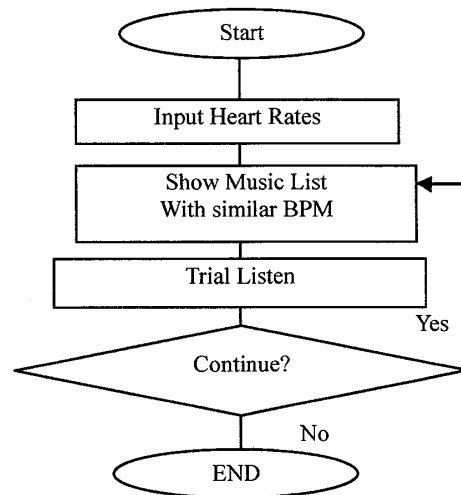 Start
Input Heart Rates
Show Music List
With similar BPM
Trial Listen
Yes
Continue?
No
END